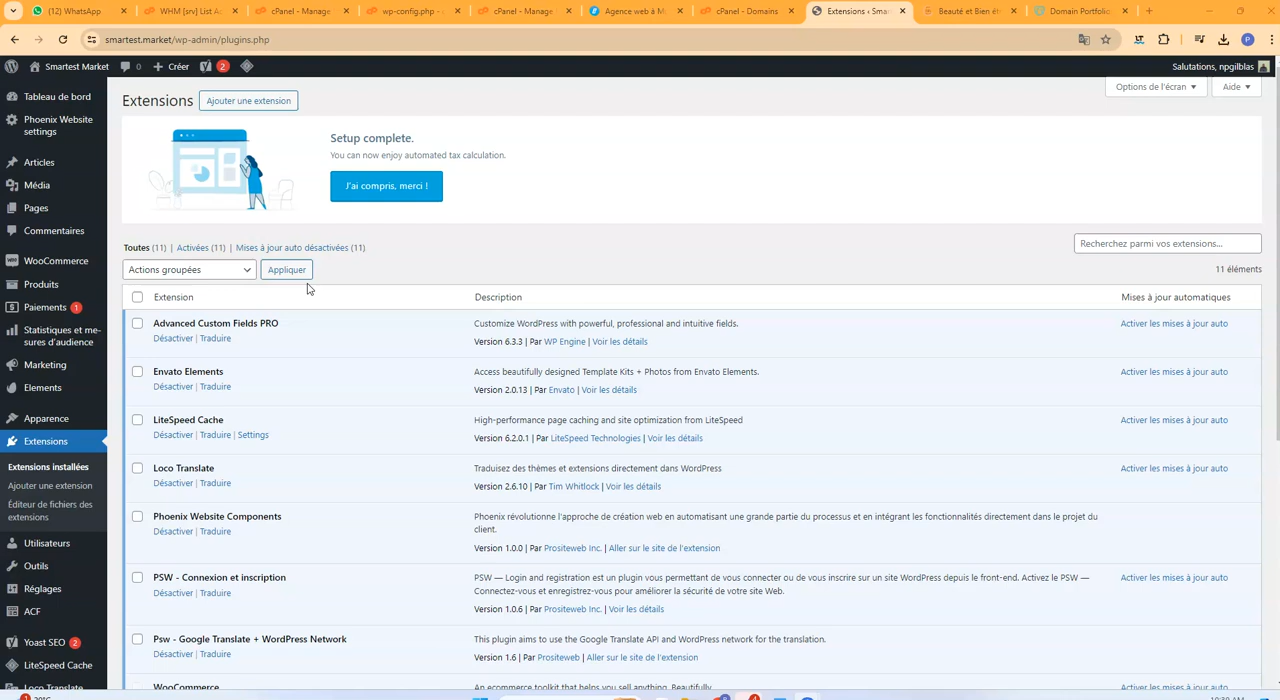 (12) WhatsApp
WHM [srv] List A
cPanel - Manage
wp-config.php -
cPanel - Manage
Agence web à M
cPanel - Domains
Extensions ‹ Sma
Beauté et Bien êt
Domain Portfolio
smartest.market/wp-admin/plugins.php
Smartest Market
0
Créer
2
Salutations, npgilblas
Tableau de bord
Phoenix Website
settings
Articles
Média
Pages
Commentaires
WooCommerce
Produits
Paiements 1
Statistiques et me-
sures d'audience
Marketing
Elements
Apparence
Extensions
Extensions installées
Ajouter une extension
Éditeur de fichiers des
extensions
Utilisateurs
Outils
Réglages
ACF
Yoast SEO 2
LiteSpeed Cache
Loco Translate
Extensions
Ajouter une extension
Options de l'écran
Aide
Setup complete.
You can now enjoy automated tax calculation.
J'ai compris, merci !
Toutes (11) | Activées (11) | Mises à jour auto désactivées (11)
Recherchez parmi vos extensions...
Actions groupées
Appliquer
11 éléments
Extension
Description
Mises à jour automatiques
Advanced Custom Fields PRO
Désactiver | Traduire
Customize WordPress with powerful, professional and intuitive fields.
Version 6.3.3 | Par WP Engine | Voir les détails
Activer les mises à jour auto
Envato Elements
Désactiver | Traduire
Access beautifully designed Template Kits + Photos from Envato Elements.
Version 2.0.13 | Par Envato | Voir les détails
Activer les mises à jour auto
LiteSpeed Cache
Désactiver | Traduire | Settings
High-performance page caching and site optimization from LiteSpeed
Version 6.2.0.1 | Par LiteSpeed Technologies | Voir les détails
Activer les mises à jour auto
Loco Translate
Désactiver | Traduire
Traduisez des thèmes et extensions directement dans WordPress
Version 2.6.10 | Par Tim Whitlock | Voir les détails
Activer les mises à jour auto
Phoenix Website Components
Désactiver | Traduire
Phoenix révolutionne l'approche de création web en automatisant une grande partie du processus et en intégrant les fonctionnalités directement dans le projet du
client.
Version 1.0.0 | Par Prositeweb Inc. | Aller sur le site de l'extension
PSW - Connexion et inscription
Désactiver | Traduire
PSW — Login and registration est un plugin vous permettant de vous connecter ou de vous inscrire sur un site WordPress depuis le front-end. Activez le PSW —
Connectez-vous et enregistrez-vous pour améliorer la sécurité de votre site Web.
Version 1.0.6 | Par Prositeweb Inc. | Voir les détails
Activer les mises à jour auto
Psw - Google Translate + WordPress Network
Désactiver | Traduire
This plugin aims to use the Google Translate API and WordPress network for the translation.
Version 1.6 | Par Prositeweb | Aller sur le site de l'extension
WooCommerce
An ecommerce toolkit that helps you sell anything. Beautifully.
Activer les mises à jour auto